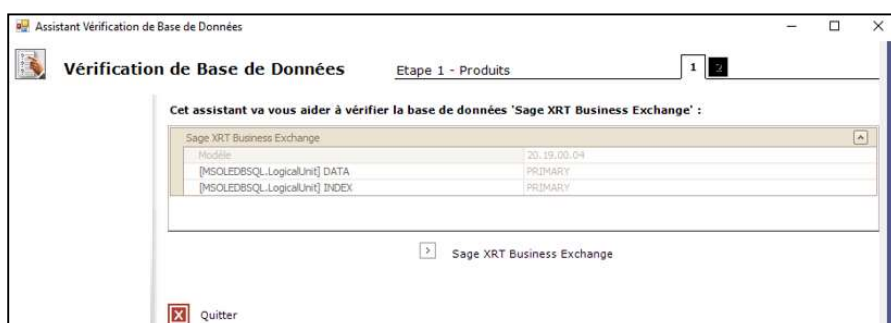 Assistant Vérification de Base de Données
Vérification de Base de Données
Etape 1 - Produits
1 2
Cet assistant va vous aider à vérifier la base de données 'Sage XRT Business Exchange' :
Sage XRT Business Exchange
Modèle 20.19.00.04
[MSOLEDBSQL.LogicalUnit] DATA PRIMARY
[MSOLEDBSQL.LogicalUnit] INDEX PRIMARY
Sage XRT Business Exchange
Quitter